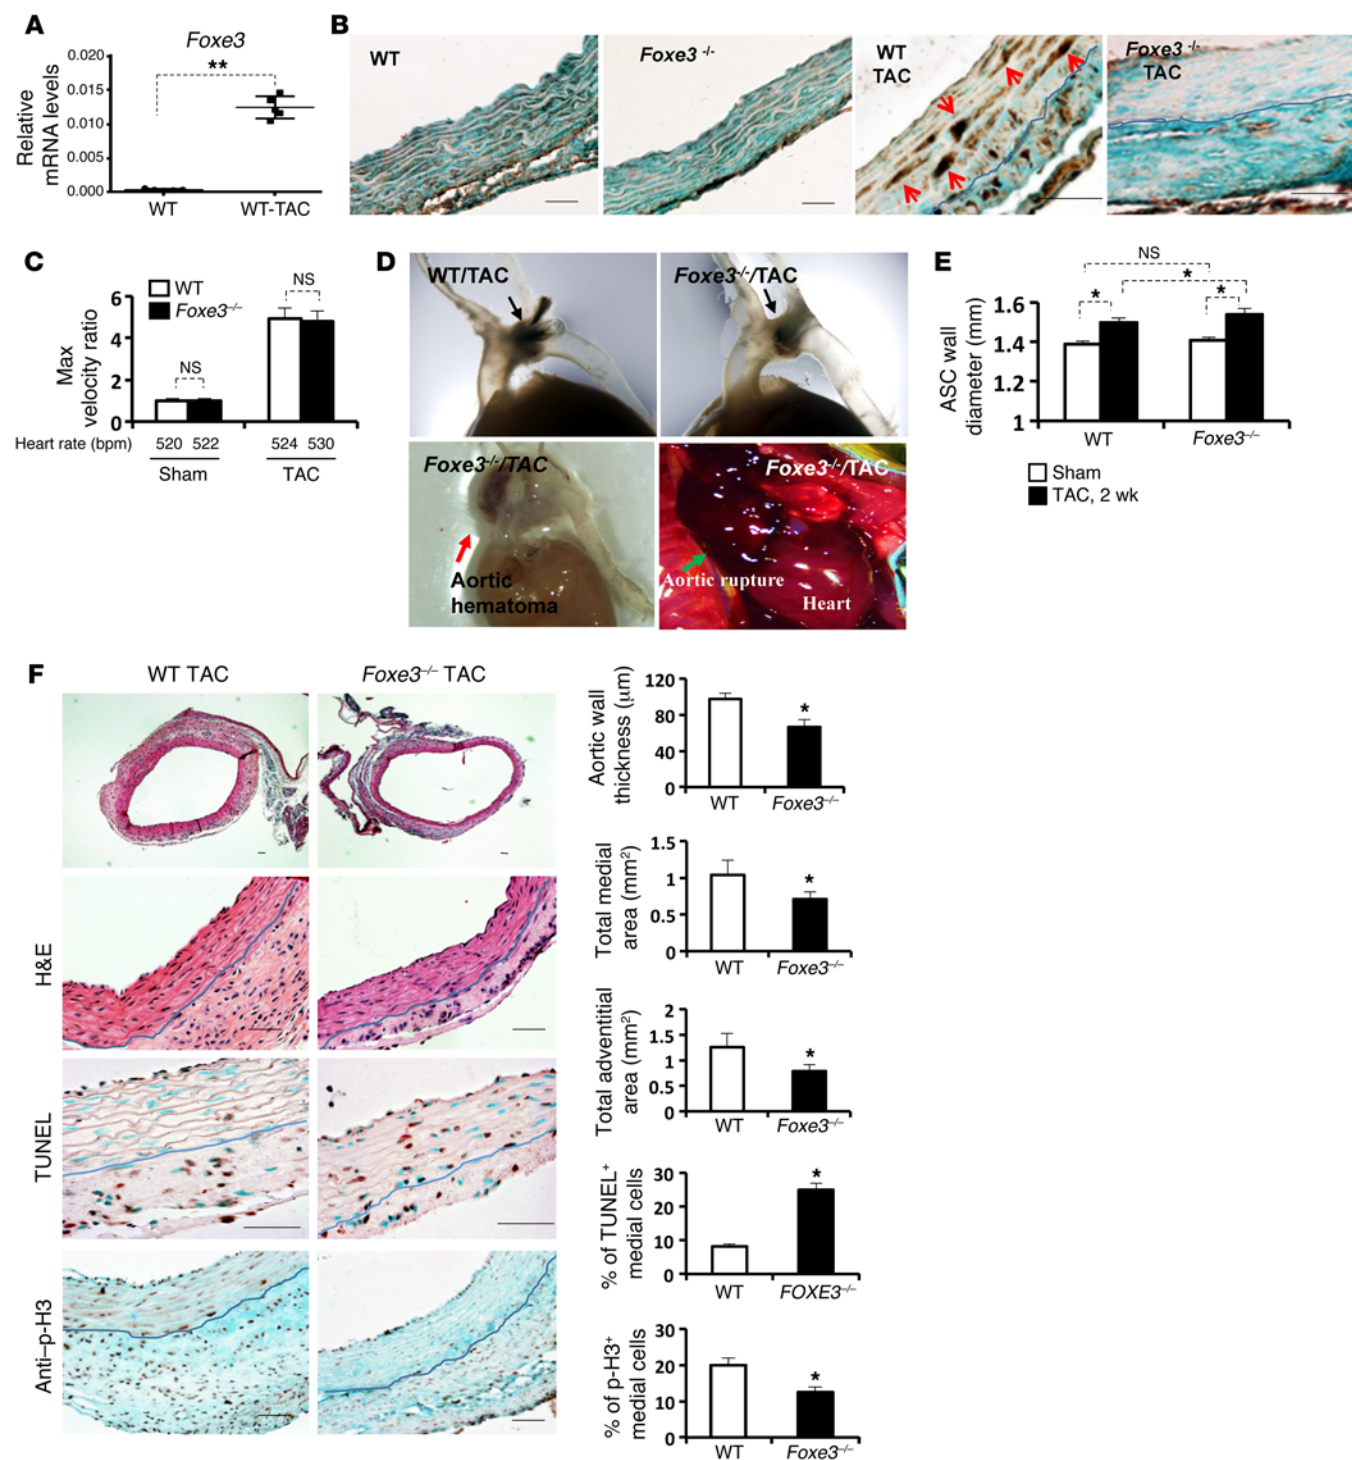 A
Foxe3
Relative
mRNA levels
0.020
0.015
0.010
0.005
0.000
**
WT
WT-TAC
B
WT
Foxe3 -/-
WT
TAC
Foxe3 -/-
TAC
C
WT
Foxe3–/–
Max
velocity ratio
6
4
2
0
NS
NS
Heart rate (bpm)
520 522
524 530
Sham
TAC
D
WT/TAC
Foxe3-/-/TAC
Foxe3-/-/TAC
Aortic
hematoma
Foxe3-/-/TAC
Aortic rupture
Heart
E
NS
*
*
*
ASC wall
diameter (mm)
1.6
1.4
1.2
1
WT
Foxe3–/–
Sham
TAC, 2 wk
F
WT TAC
Foxe3–/– TAC
H&E
TUNEL
Anti–p-H3
Aortic wall
thickness (μm)
120
80
40
0
*
WT
Foxe3–/–
Total medial
area (mm²)
1.5
1
0.5
0
*
WT
Foxe3–/–
Total adventitial
area (mm²)
2
1.5
1
0.5
0
*
WT
Foxe3–/–
% of TUNEL+
medial cells
30
20
10
0
*
WT
FOXE3–/–
% of p-H3+
medial cells
30
20
10
0
*
WT
Foxe3–/–